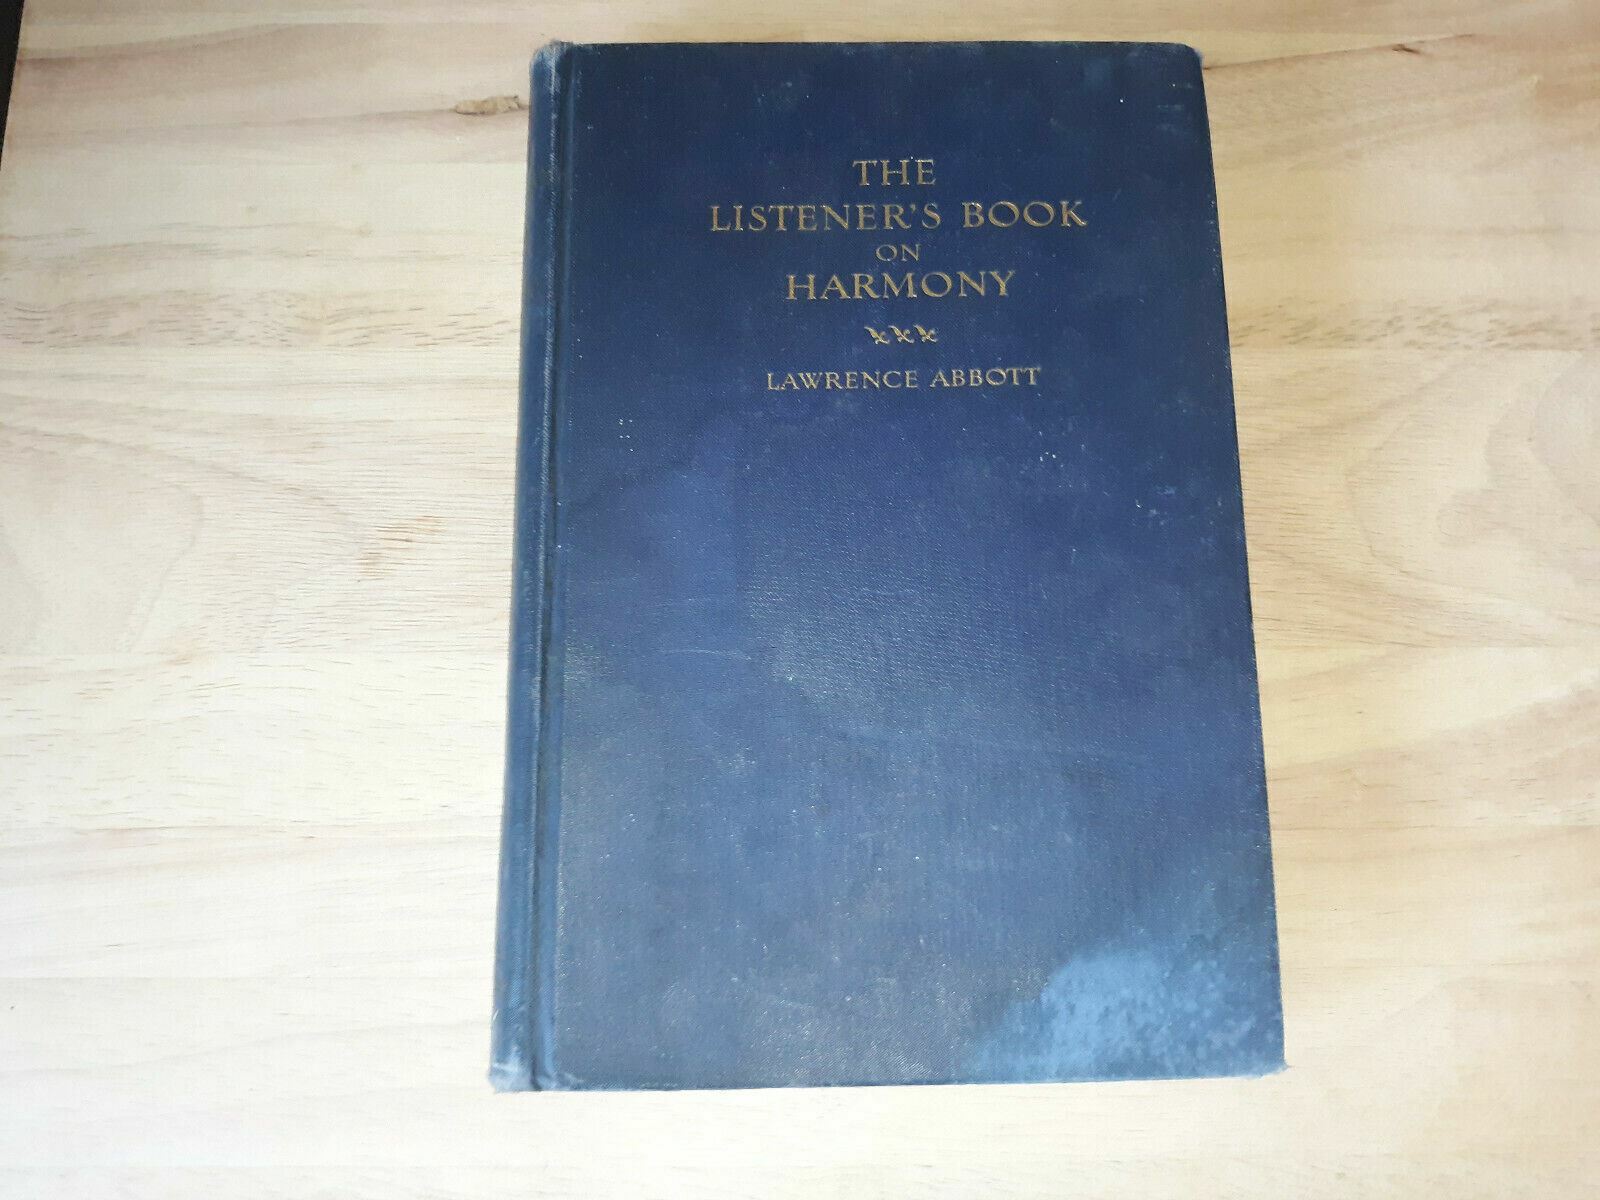 THE
LISTENER'S BOOK
ON
HARMONY
LAWRENCE ABBOTT